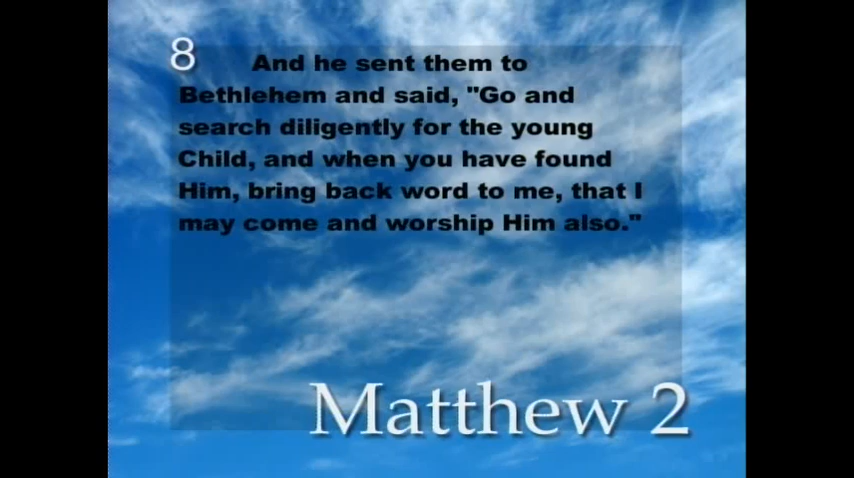 8 And he sent them to
Bethlehem and said, "Go and
search diligently for the young
Child, and when you have found
Him, bring back word to me, that I
may come and worship Him also."
Matthew 2